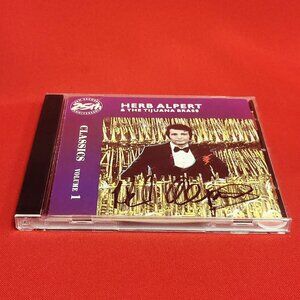 HERB ALPERT
& THE TIJUANA BRASS
CLASSICS VOLUME 1